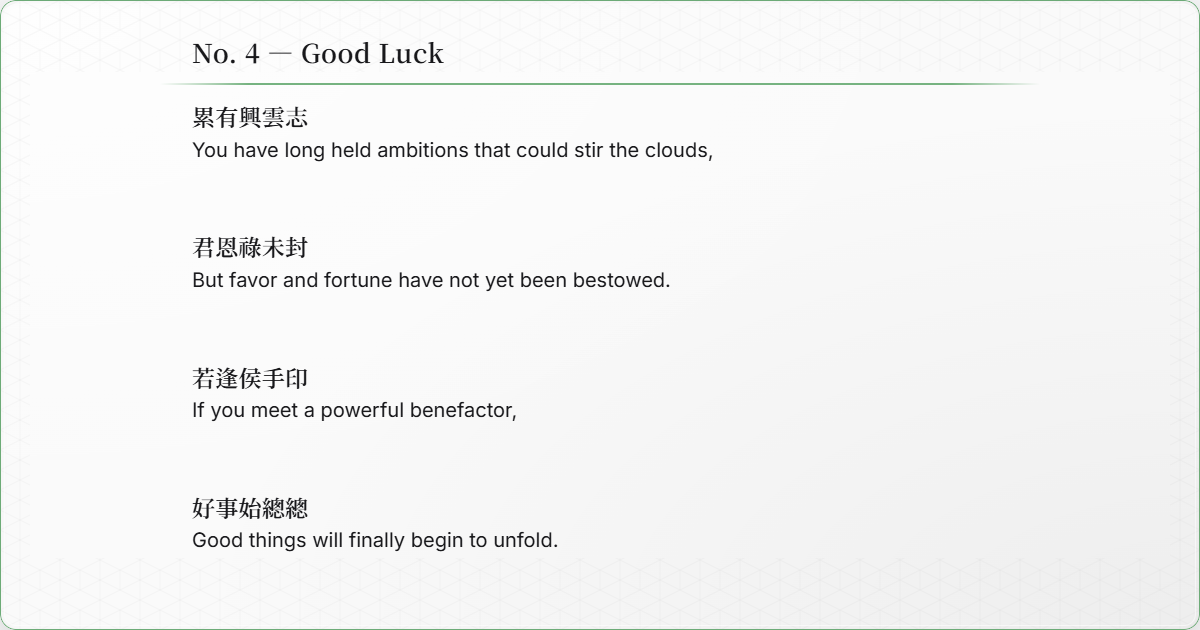 No. 4 — Good Luck
累有興雲志
You have long held ambitions that could stir the clouds,
君恩祿未封
But favor and fortune have not yet been bestowed.
若逢侯手印
If you meet a powerful benefactor,
好事始總總
Good things will finally begin to unfold.